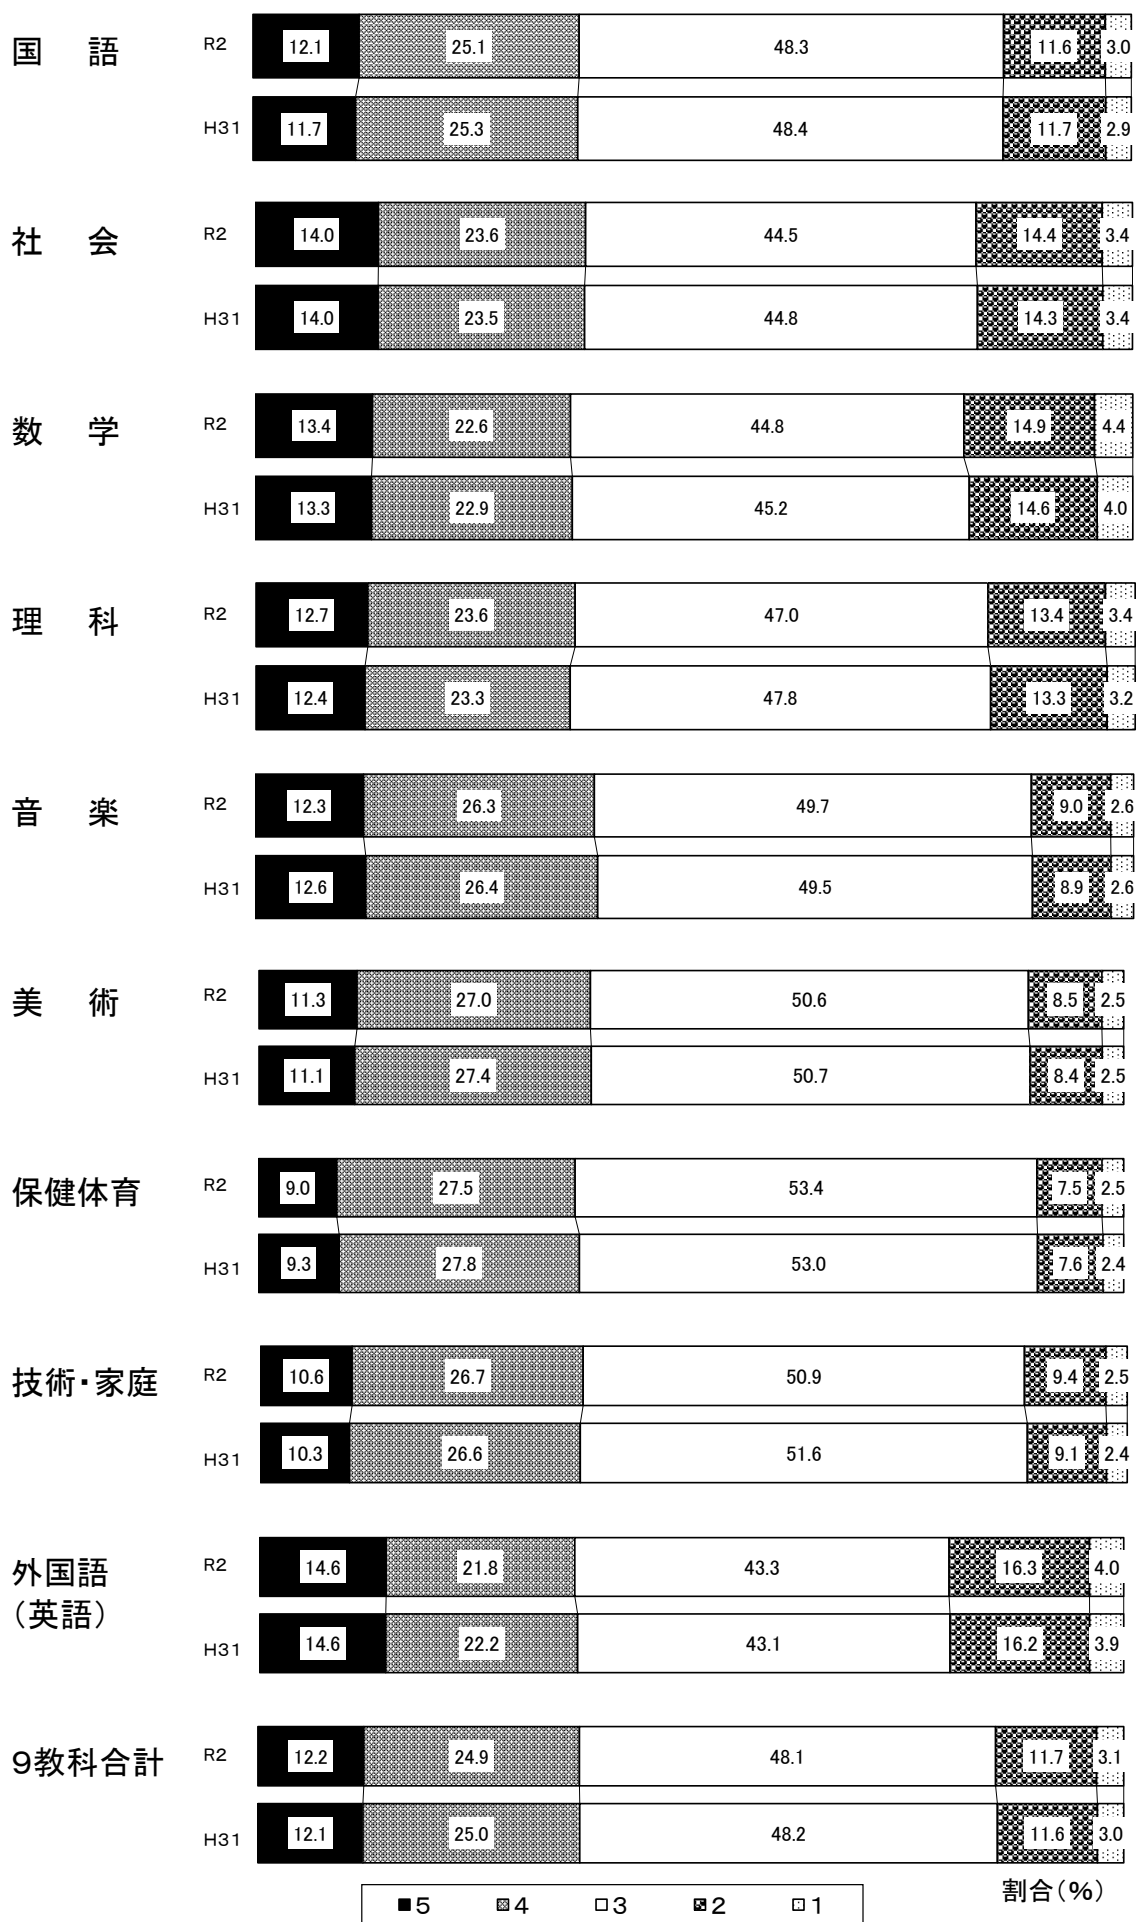 国　語
R2 12.1 25.1 48.3 11.6 3.0
H31 11.7 25.3 48.4 11.7 2.9
社　会
R2 14.0 23.6 44.5 14.4 3.4
H31 14.0 23.5 44.8 14.3 3.4
数　学
R2 13.4 22.6 44.8 14.9 4.4
H31 13.3 22.9 45.2 14.6 4.0
理　科
R2 12.7 23.6 47.0 13.4 3.4
H31 12.4 23.3 47.8 13.3 3.2
音　楽
R2 12.3 26.3 49.7 9.0 2.6
H31 12.6 26.4 49.5 8.9 2.6
美　術
R2 11.3 27.0 50.6 8.5 2.5
H31 11.1 27.4 50.7 8.4 2.5
保健体育
R2 9.0 27.5 53.4 7.5 2.5
H31 9.3 27.8 53.0 7.6 2.4
技術・家庭
R2 10.6 26.7 50.9 9.4 2.5
H31 10.3 26.6 51.6 9.1 2.4
外国語
（英語）
R2 14.6 21.8 43.3 16.3 4.0
H31 14.6 22.2 43.1 16.2 3.9
9教科合計
R2 12.2 24.9 48.1 11.7 3.1
H31 12.1 25.0 48.2 11.6 3.0
割合（%）
5 4 3 2 1